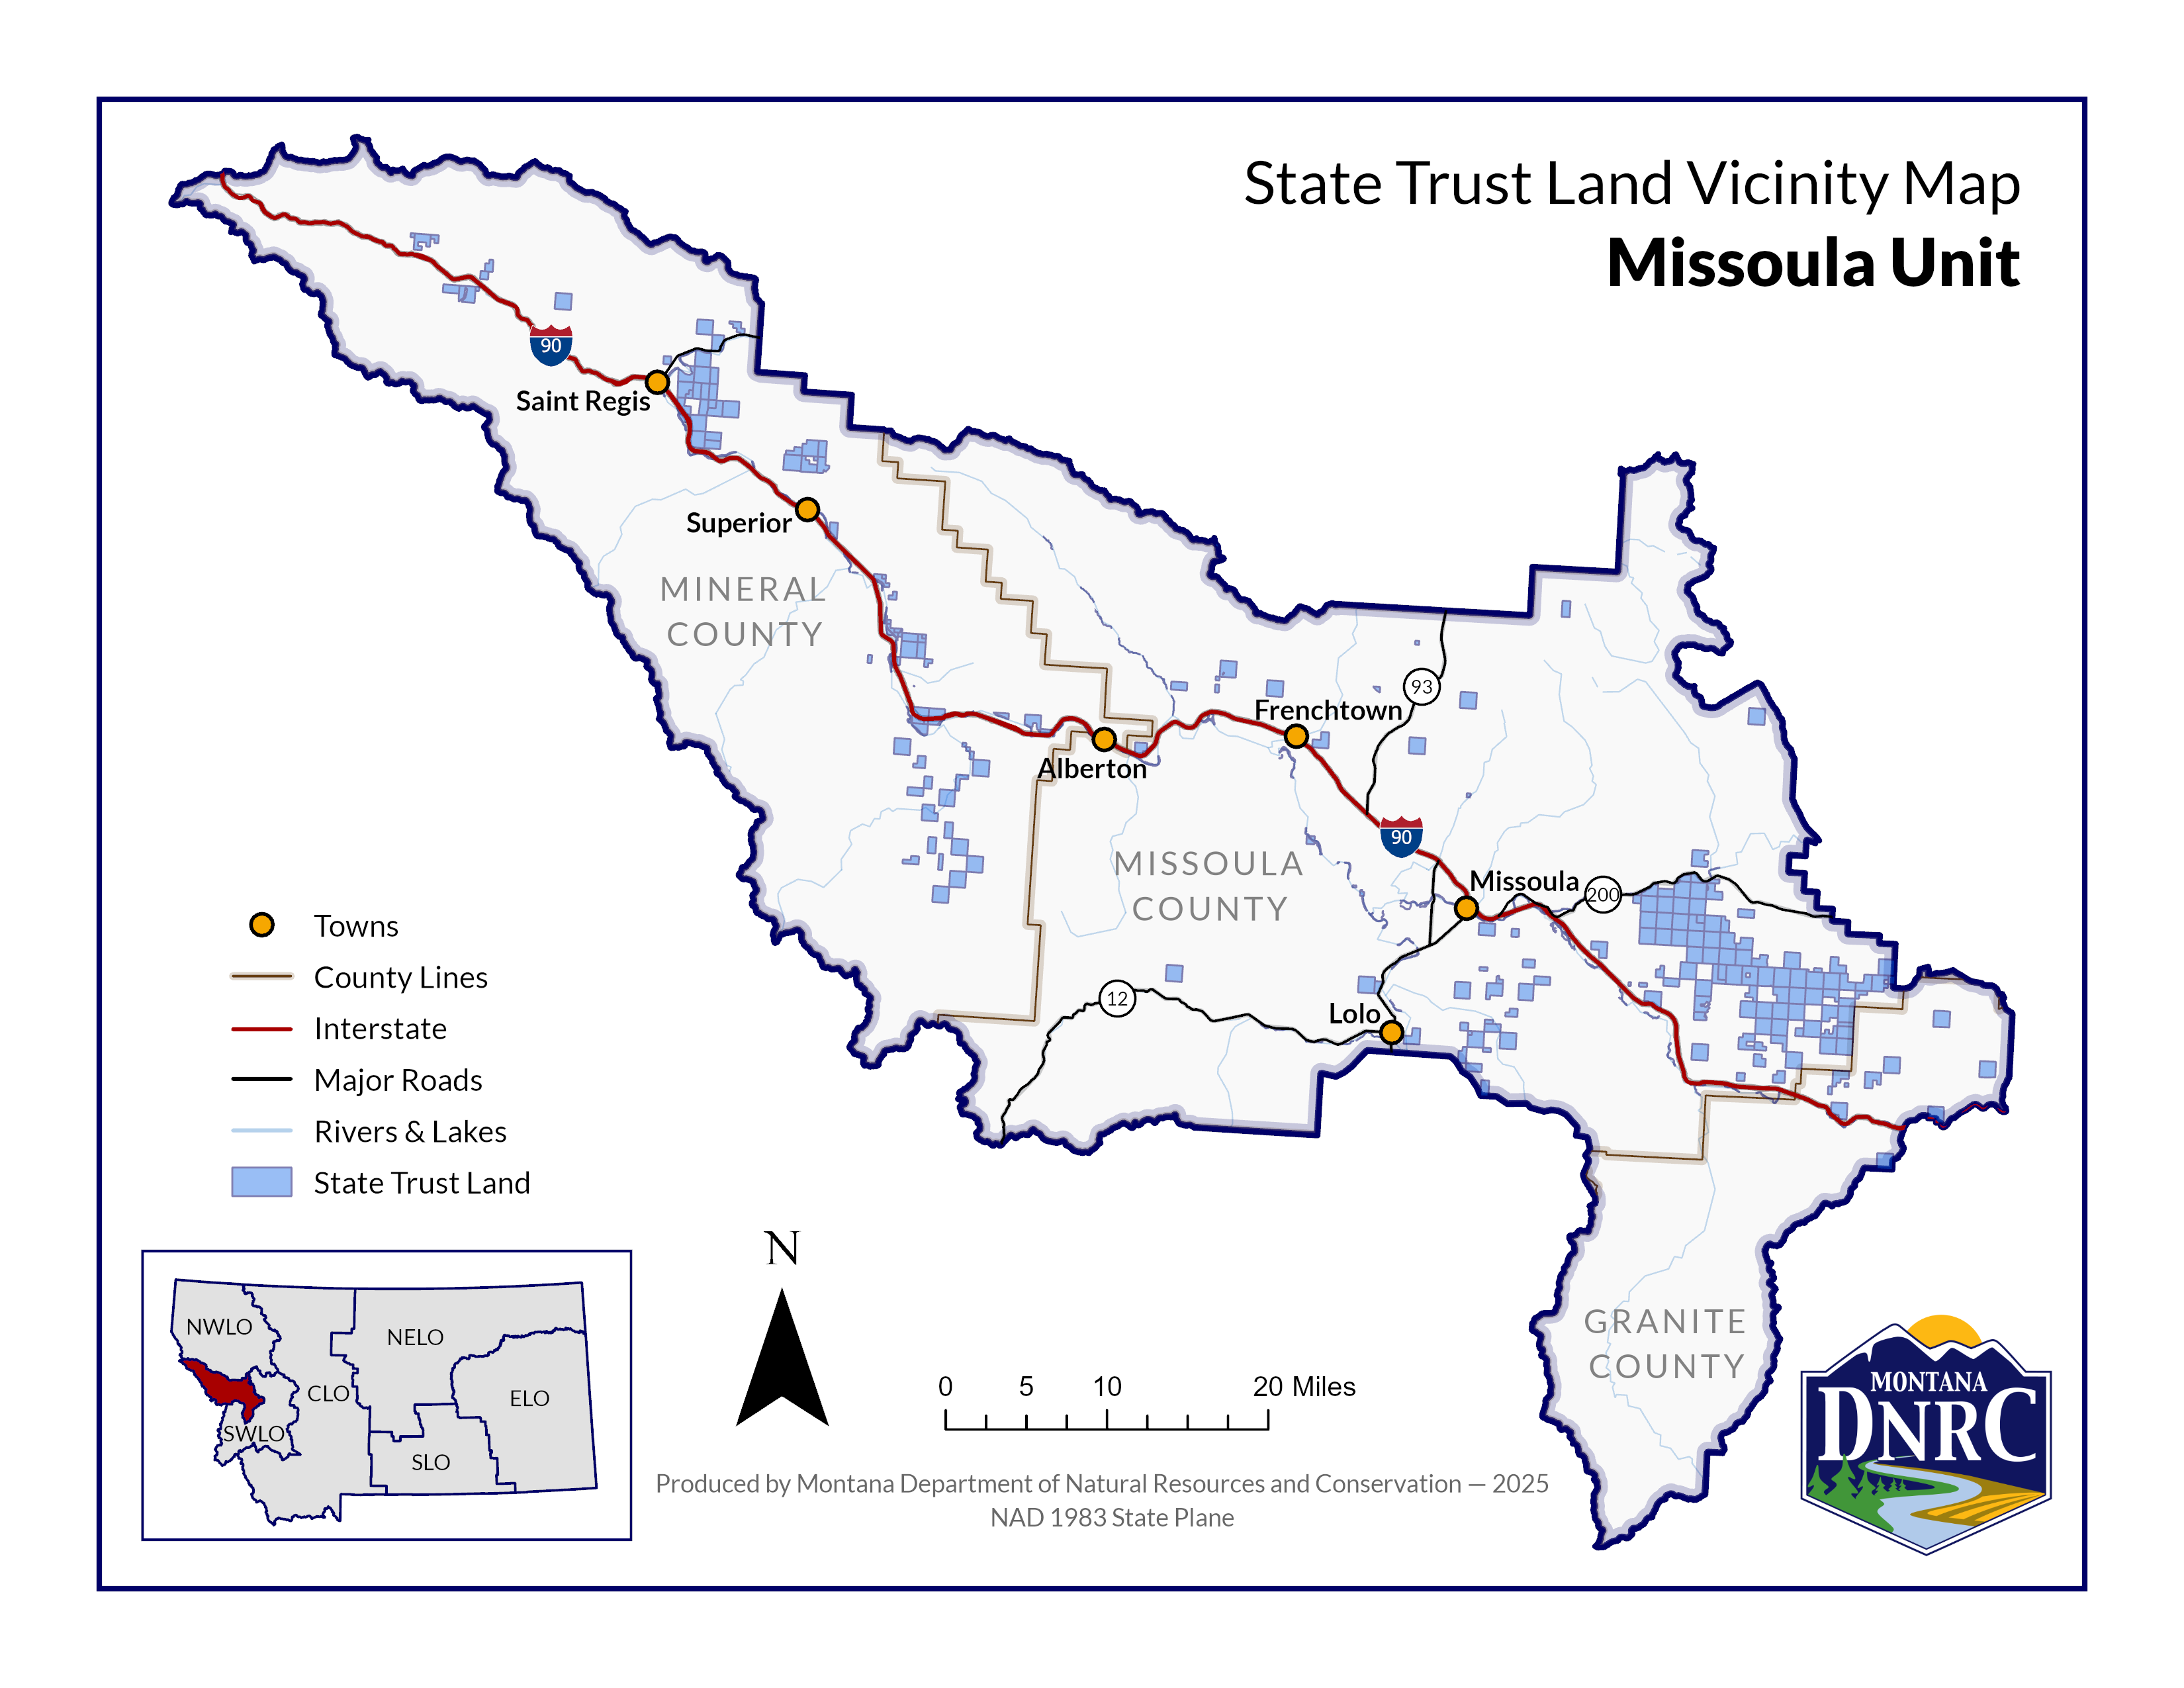 State Trust Land Vicinity Map
Missoula Unit
90
Saint Regis
Superior
MINERAL
COUNTY
93
Frenchtown
Alberton
90
MISSOULA
COUNTY
Missoula
200
12
Lolo
Towns
County Lines
Interstate
Major Roads
Rivers & Lakes
State Trust Land
GRANITE
COUNTY
NWLO
NELO
CLO
ELO
SWLO
SLO
N
0 5 10 20 Miles
Produced by Montana Department of Natural Resources and Conservation — 2025
NAD 1983 State Plane
MONTANA
DNRC